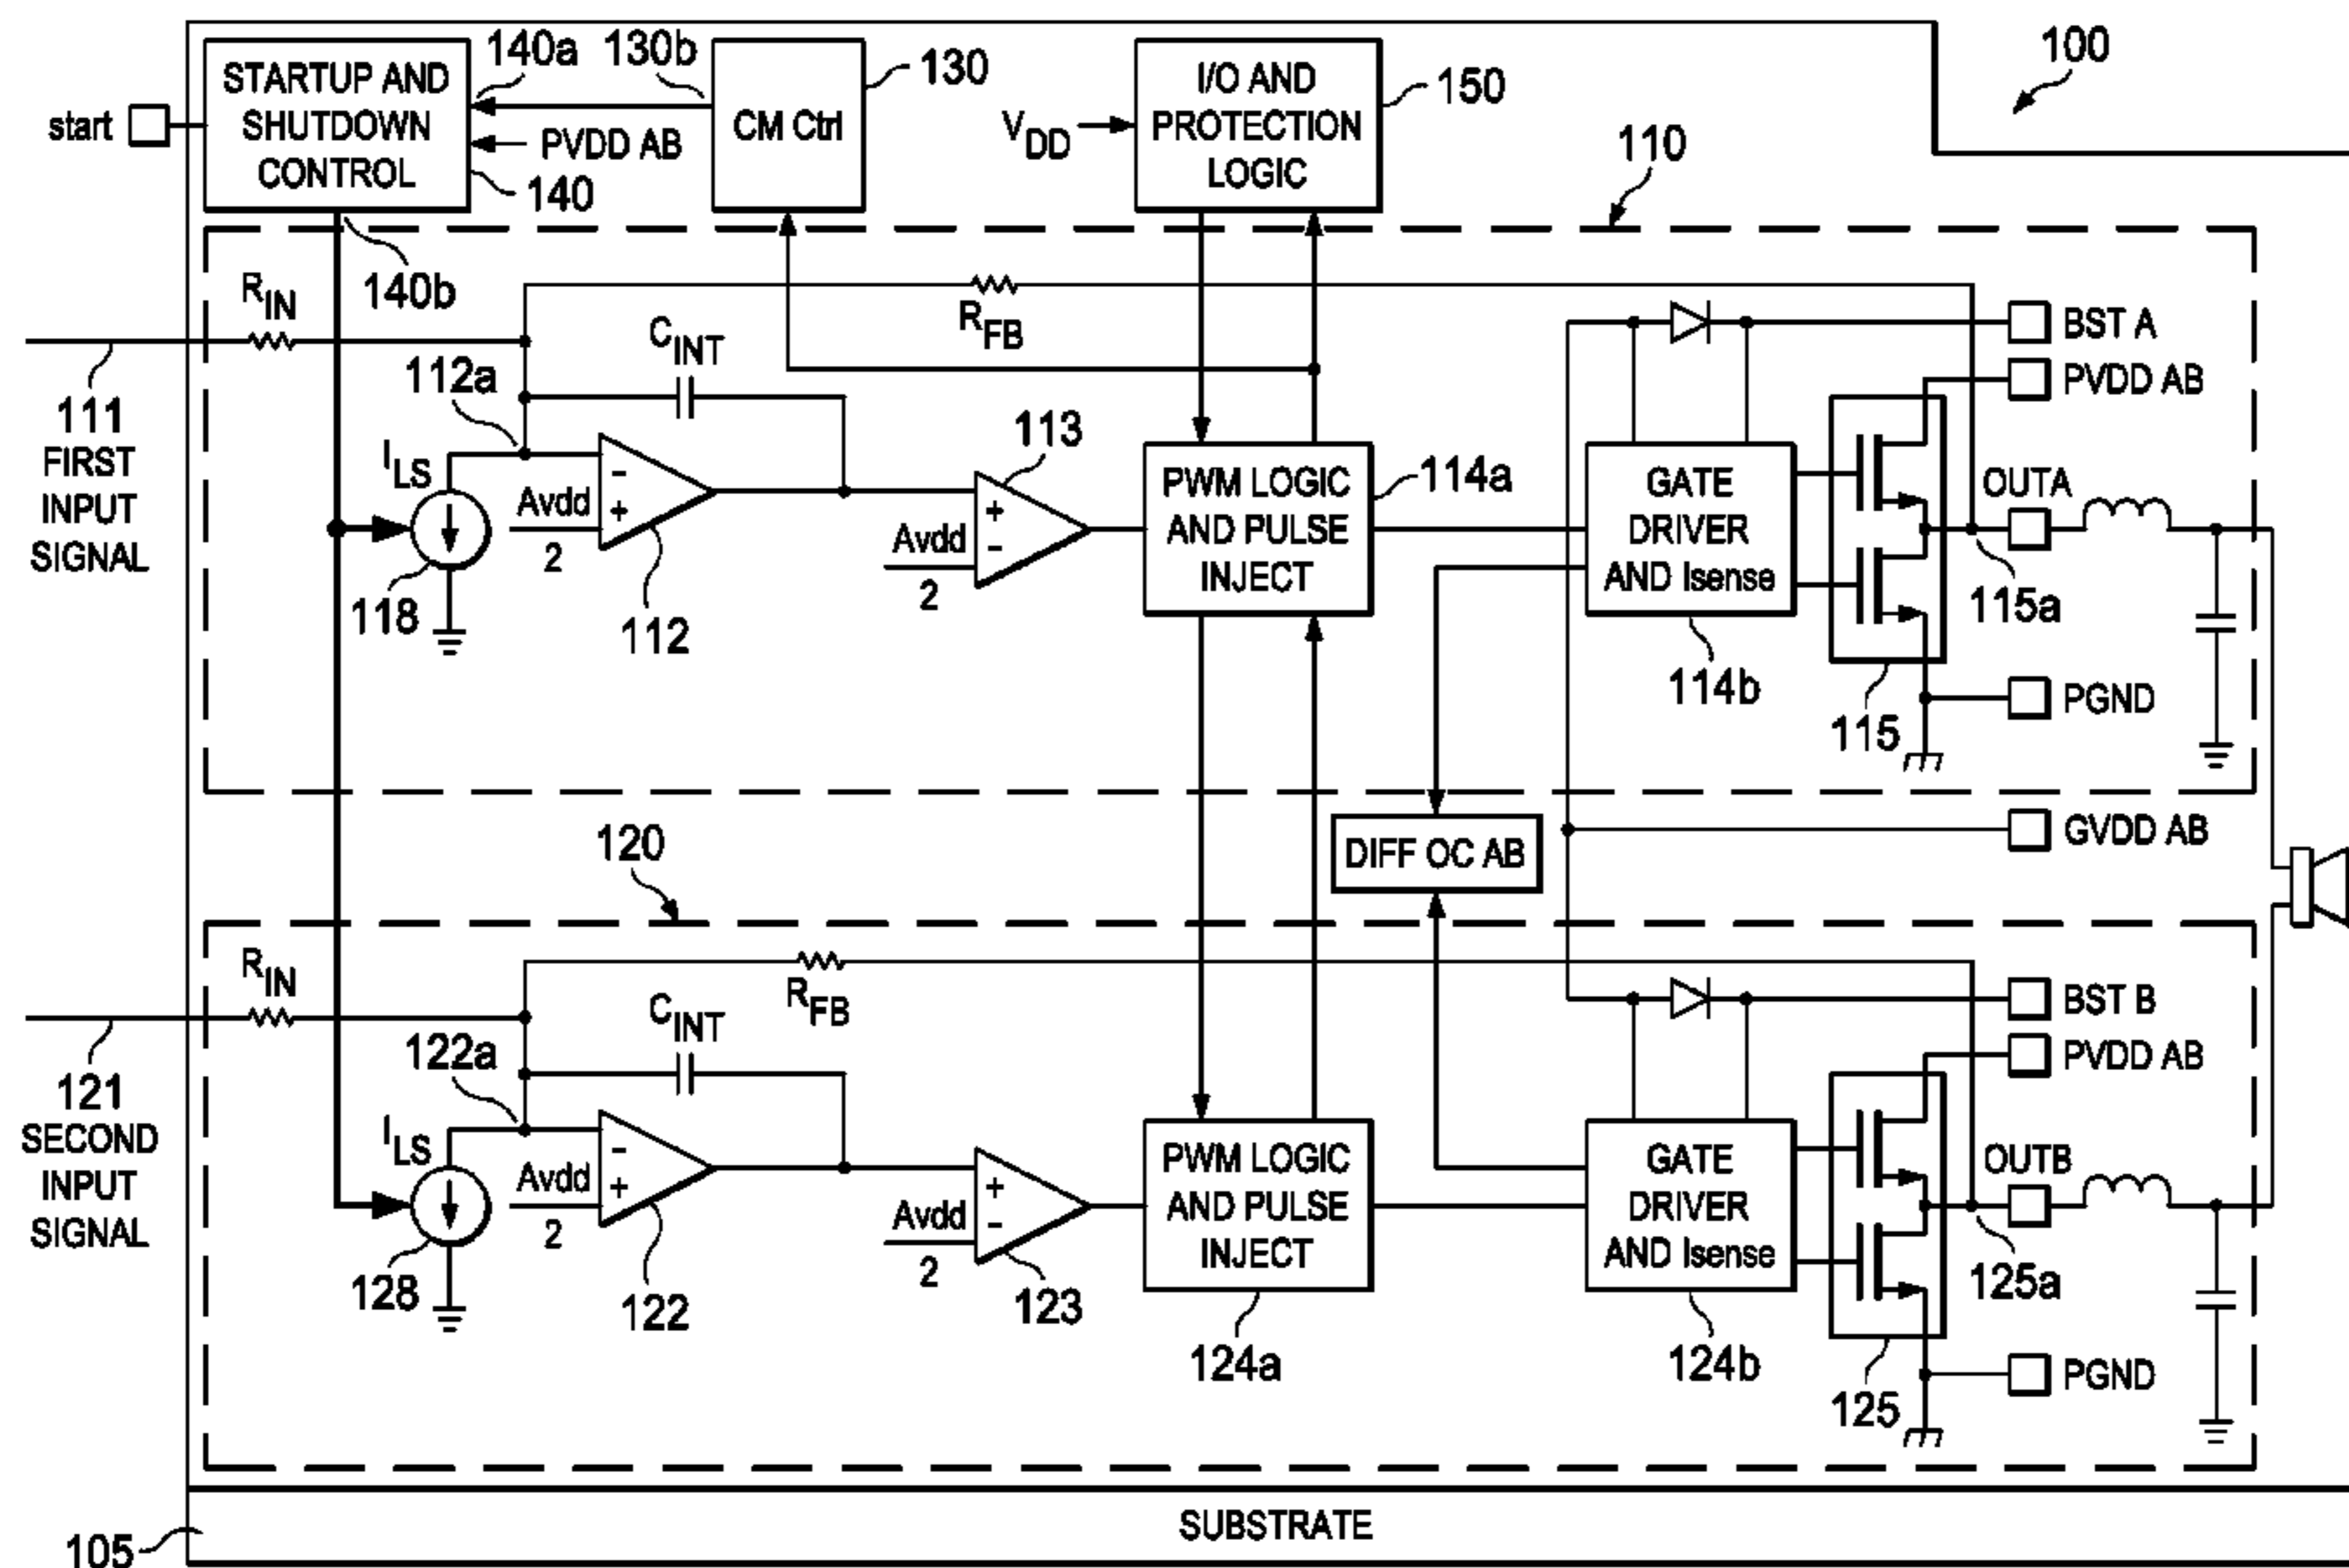 100
STARTUP AND
SHUTDOWN
CONTROL
start
140a
PVDD AB
140
130b
CM Ctrl
130
VDD
I/O AND
PROTECTION
LOGIC
150
110
140b
RIN
RFB
CINT
111
FIRST
INPUT
SIGNAL
112a
ILS
118
Avdd
2
-
+
112
113
Avdd
2
+
-
PWM LOGIC
AND PULSE
INJECT
114a
GATE
DRIVER
AND Isense
114b
115
BST A
PVDD AB
OUTA
115a
PGND
DIFF OC AB
GVDD AB
120
RIN
RFB
CINT
121
SECOND
INPUT
SIGNAL
122a
ILS
128
Avdd
2
-
+
122
Avdd
2
+
-
123
PWM LOGIC
AND PULSE
INJECT
124a
GATE
DRIVER
AND Isense
124b
125
BST B
PVDD AB
OUTB
125a
PGND
SUBSTRATE
105